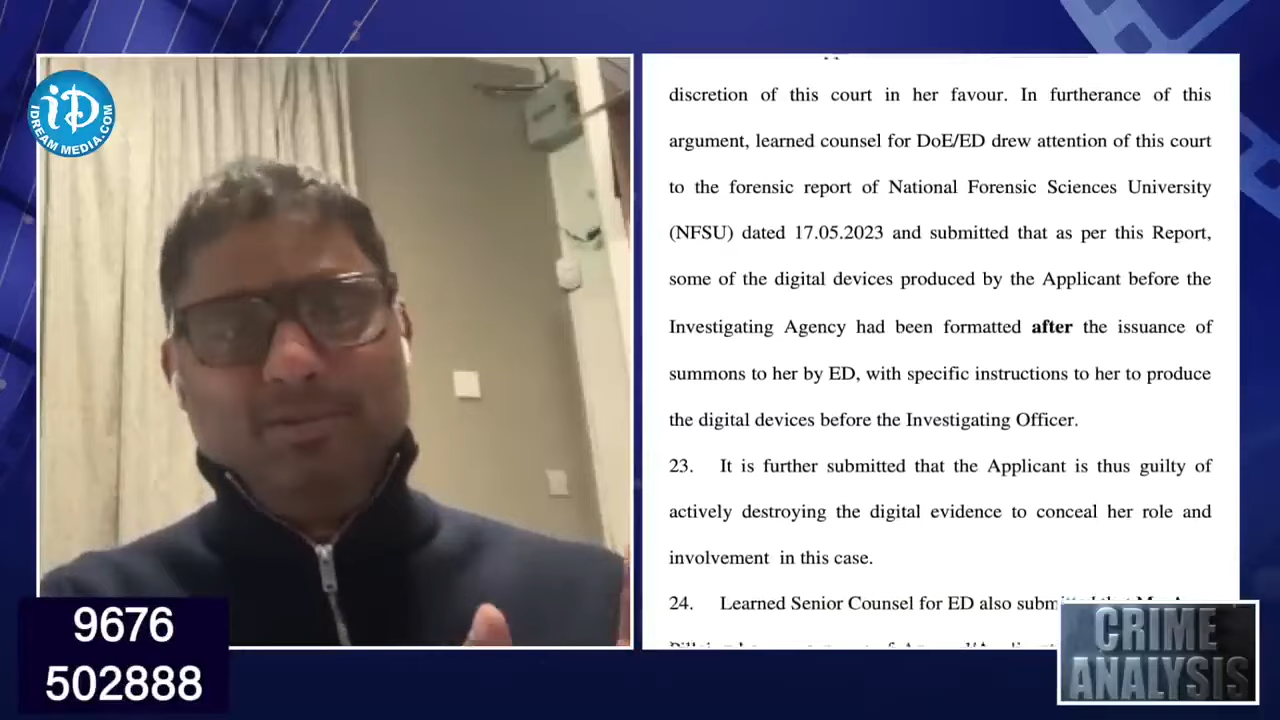 iD
IDREAM MEDIA.COM
discretion of this court in her favour. In furtherance of this
argument, learned counsel for DoE/ED drew attention of this court
to the forensic report of National Forensic Sciences University
(NFSU) dated 17.05.2023 and submitted that as per this Report,
some of the digital devices produced by the Applicant before the
Investigating Agency had been formatted after the issuance of
summons to her by ED, with specific instructions to her to produce
the digital devices before the Investigating Officer.
23. It is further submitted that the Applicant is thus guilty of
actively destroying the digital evidence to conceal her role and
involvement in this case.
24. Learned Senior Counsel for ED also
9676
502888
CRIME
ANALYSIS